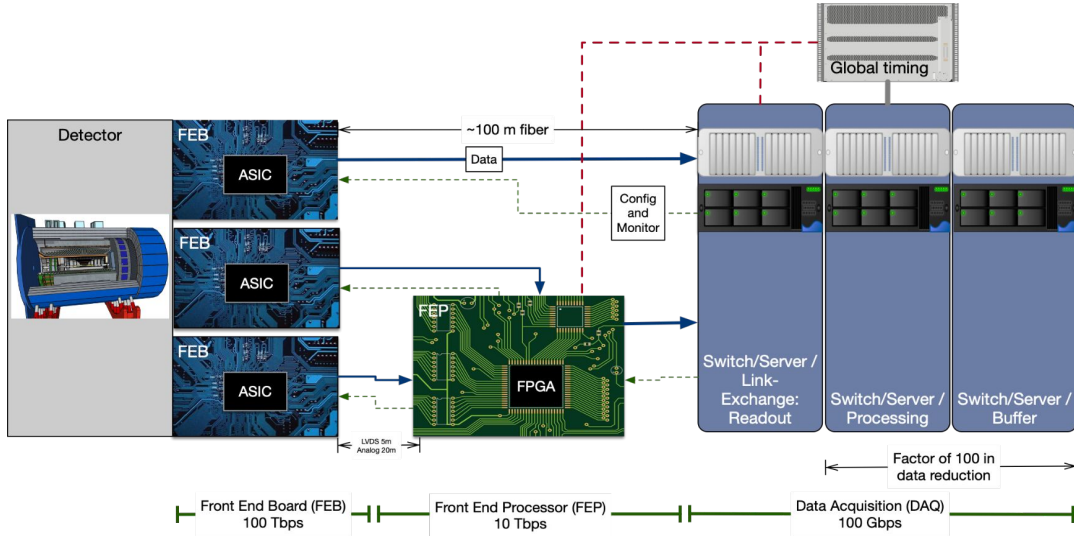 Global timing
Detector
FEB
ASIC
~100 m fiber
Data
Config
and
Monitor
FEB
ASIC
FEP
FPGA
FEB
ASIC
LVDS 5m
Analog 20m
Switch/Server /
Link-
Exchange:
Readout
Switch/Server /
Processing
Switch/Server /
Buffer
Factor of 100 in
data reduction
Front End Board (FEB)
100 Tbps
Front End Processor (FEP)
10 Tbps
Data Acquisition (DAQ)
100 Gbps